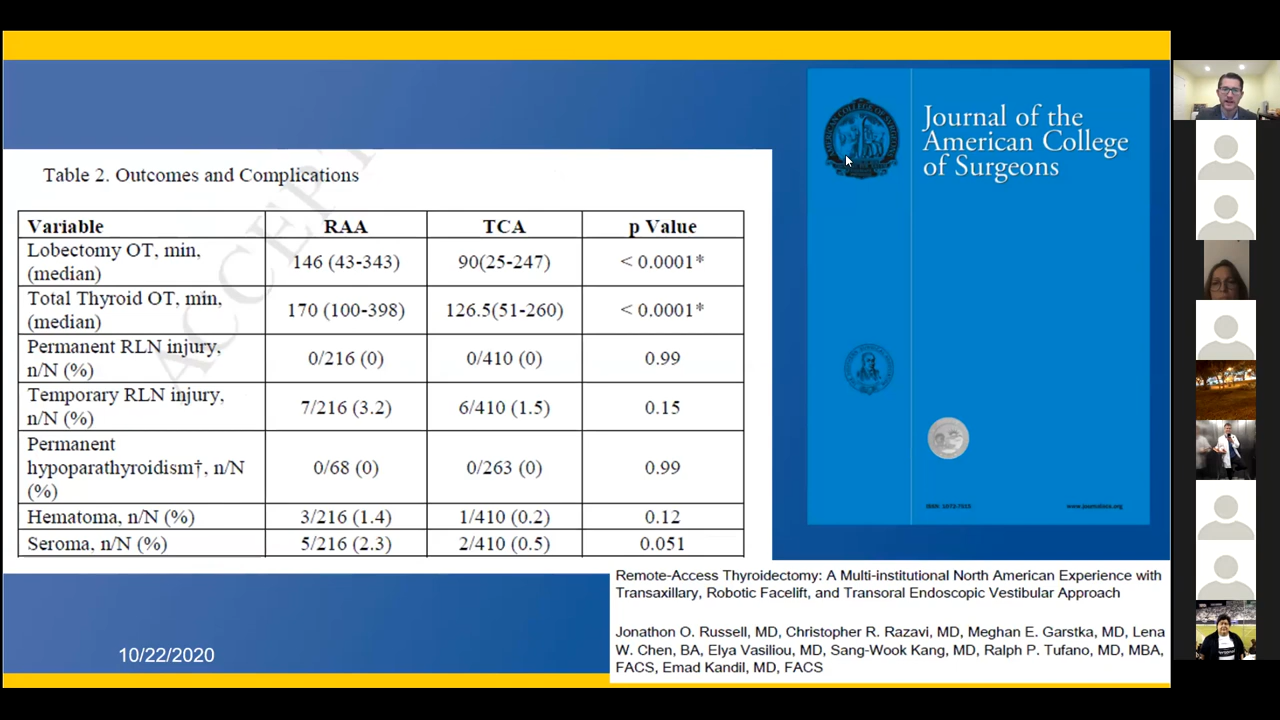 Journal of the
American College
of Surgeons
ACCEPT
Table 2. Outcomes and Complications
Variable RAA TCA p Value
Lobectomy OT, min,
(median) 146 (43-343) 90(25-247) < 0.0001*
Total Thyroid OT, min,
(median) 170 (100-398) 126.5(51-260) < 0.0001*
Permanent RLN injury,
n/N (%) 0/216 (0) 0/410 (0) 0.99
Temporary RLN injury,
n/N (%) 7/216 (3.2) 6/410 (1.5) 0.15
Permanent
hypoparathyroidism†, n/N
(%) 0/68 (0) 0/263 (0) 0.99
Hematoma, n/N (%) 3/216 (1.4) 1/410 (0.2) 0.12
Seroma, n/N (%) 5/216 (2.3) 2/410 (0.5) 0.051
Remote-Access Thyroidectomy: A Multi-institutional North American Experience with
Transaxillary, Robotic Facelift, and Transoral Endoscopic Vestibular Approach
Jonathon O. Russell, MD, Christopher R. Razavi, MD, Meghan E. Garstka, MD, Lena
W. Chen, BA, Elya Vasiliou, MD, Sang-Wook Kang, MD, Ralph P. Tufano, MD, MBA,
FACS, Emad Kandil, MD, FACS
10/22/2020